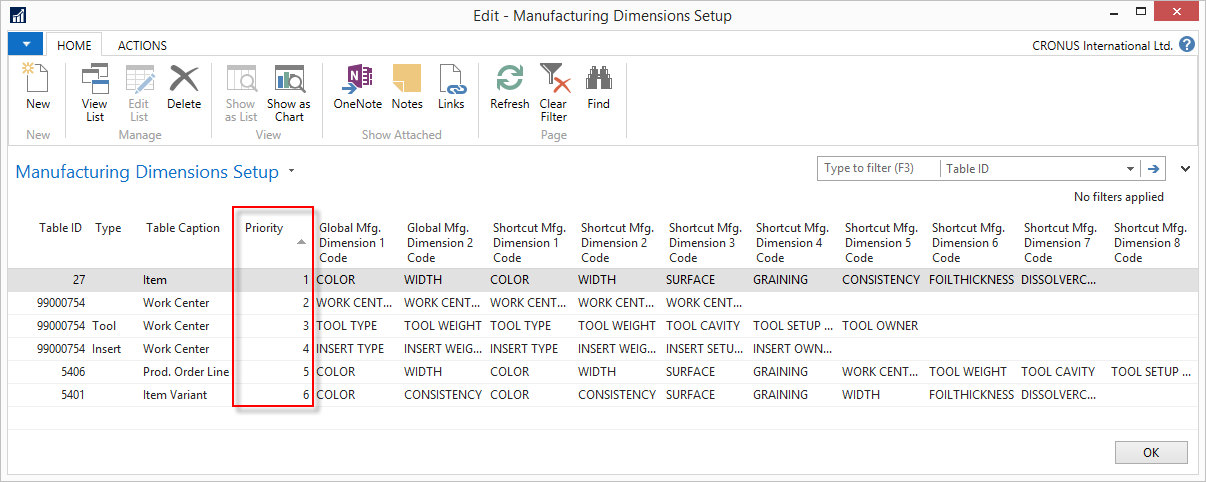 Edit - Manufacturing Dimensions Setup
HOME ACTIONS CRONUS International Ltd. ?
New View List Edit List Delete Show as List Show as Chart OneNote Notes Links Refresh Clear Filter Find
New Manage View Show Attached Page
Manufacturing Dimensions Setup Type to filter (F3) Table ID
No filters applied
Table ID Type Table Caption Priority Global Mfg. Dimension 1 Code Global Mfg. Dimension 2 Code Shortcut Mfg. Dimension 1 Code Shortcut Mfg. Dimension 2 Code Shortcut Mfg. Dimension 3 Code Shortcut Mfg. Dimension 4 Code Shortcut Mfg. Dimension 5 Code Shortcut Mfg. Dimension 6 Code Shortcut Mfg. Dimension 7 Code Shortcut Mfg. Dimension 8 Code
27 Item 1 COLOR WIDTH COLOR WIDTH SURFACE GRAINING CONSISTENCY FOILTHICKNESS DISSOLVERC...
99000754 Work Center 2 WORK CENT... WORK CENT... WORK CENT... WORK CENT... WORK CENT...
99000754 Tool Work Center 3 TOOL TYPE TOOL WEIGHT TOOL TYPE TOOL WEIGHT TOOL CAVITY TOOL SETUP ... TOOL OWNER
99000754 Insert Work Center 4 INSERT TYPE INSERT WEIG... INSERT TYPE INSERT WEIG... INSERT SETU... INSERT OWN...
5406 Prod. Order Line 5 COLOR WIDTH COLOR WIDTH SURFACE GRAINING WORK CENT... TOOL WEIGHT TOOL CAVITY TOOL SETUP ...
5401 Item Variant 6 COLOR CONSISTENCY COLOR CONSISTENCY SURFACE GRAINING WIDTH FOILTHICKNESS DISSOLVERC...
OK